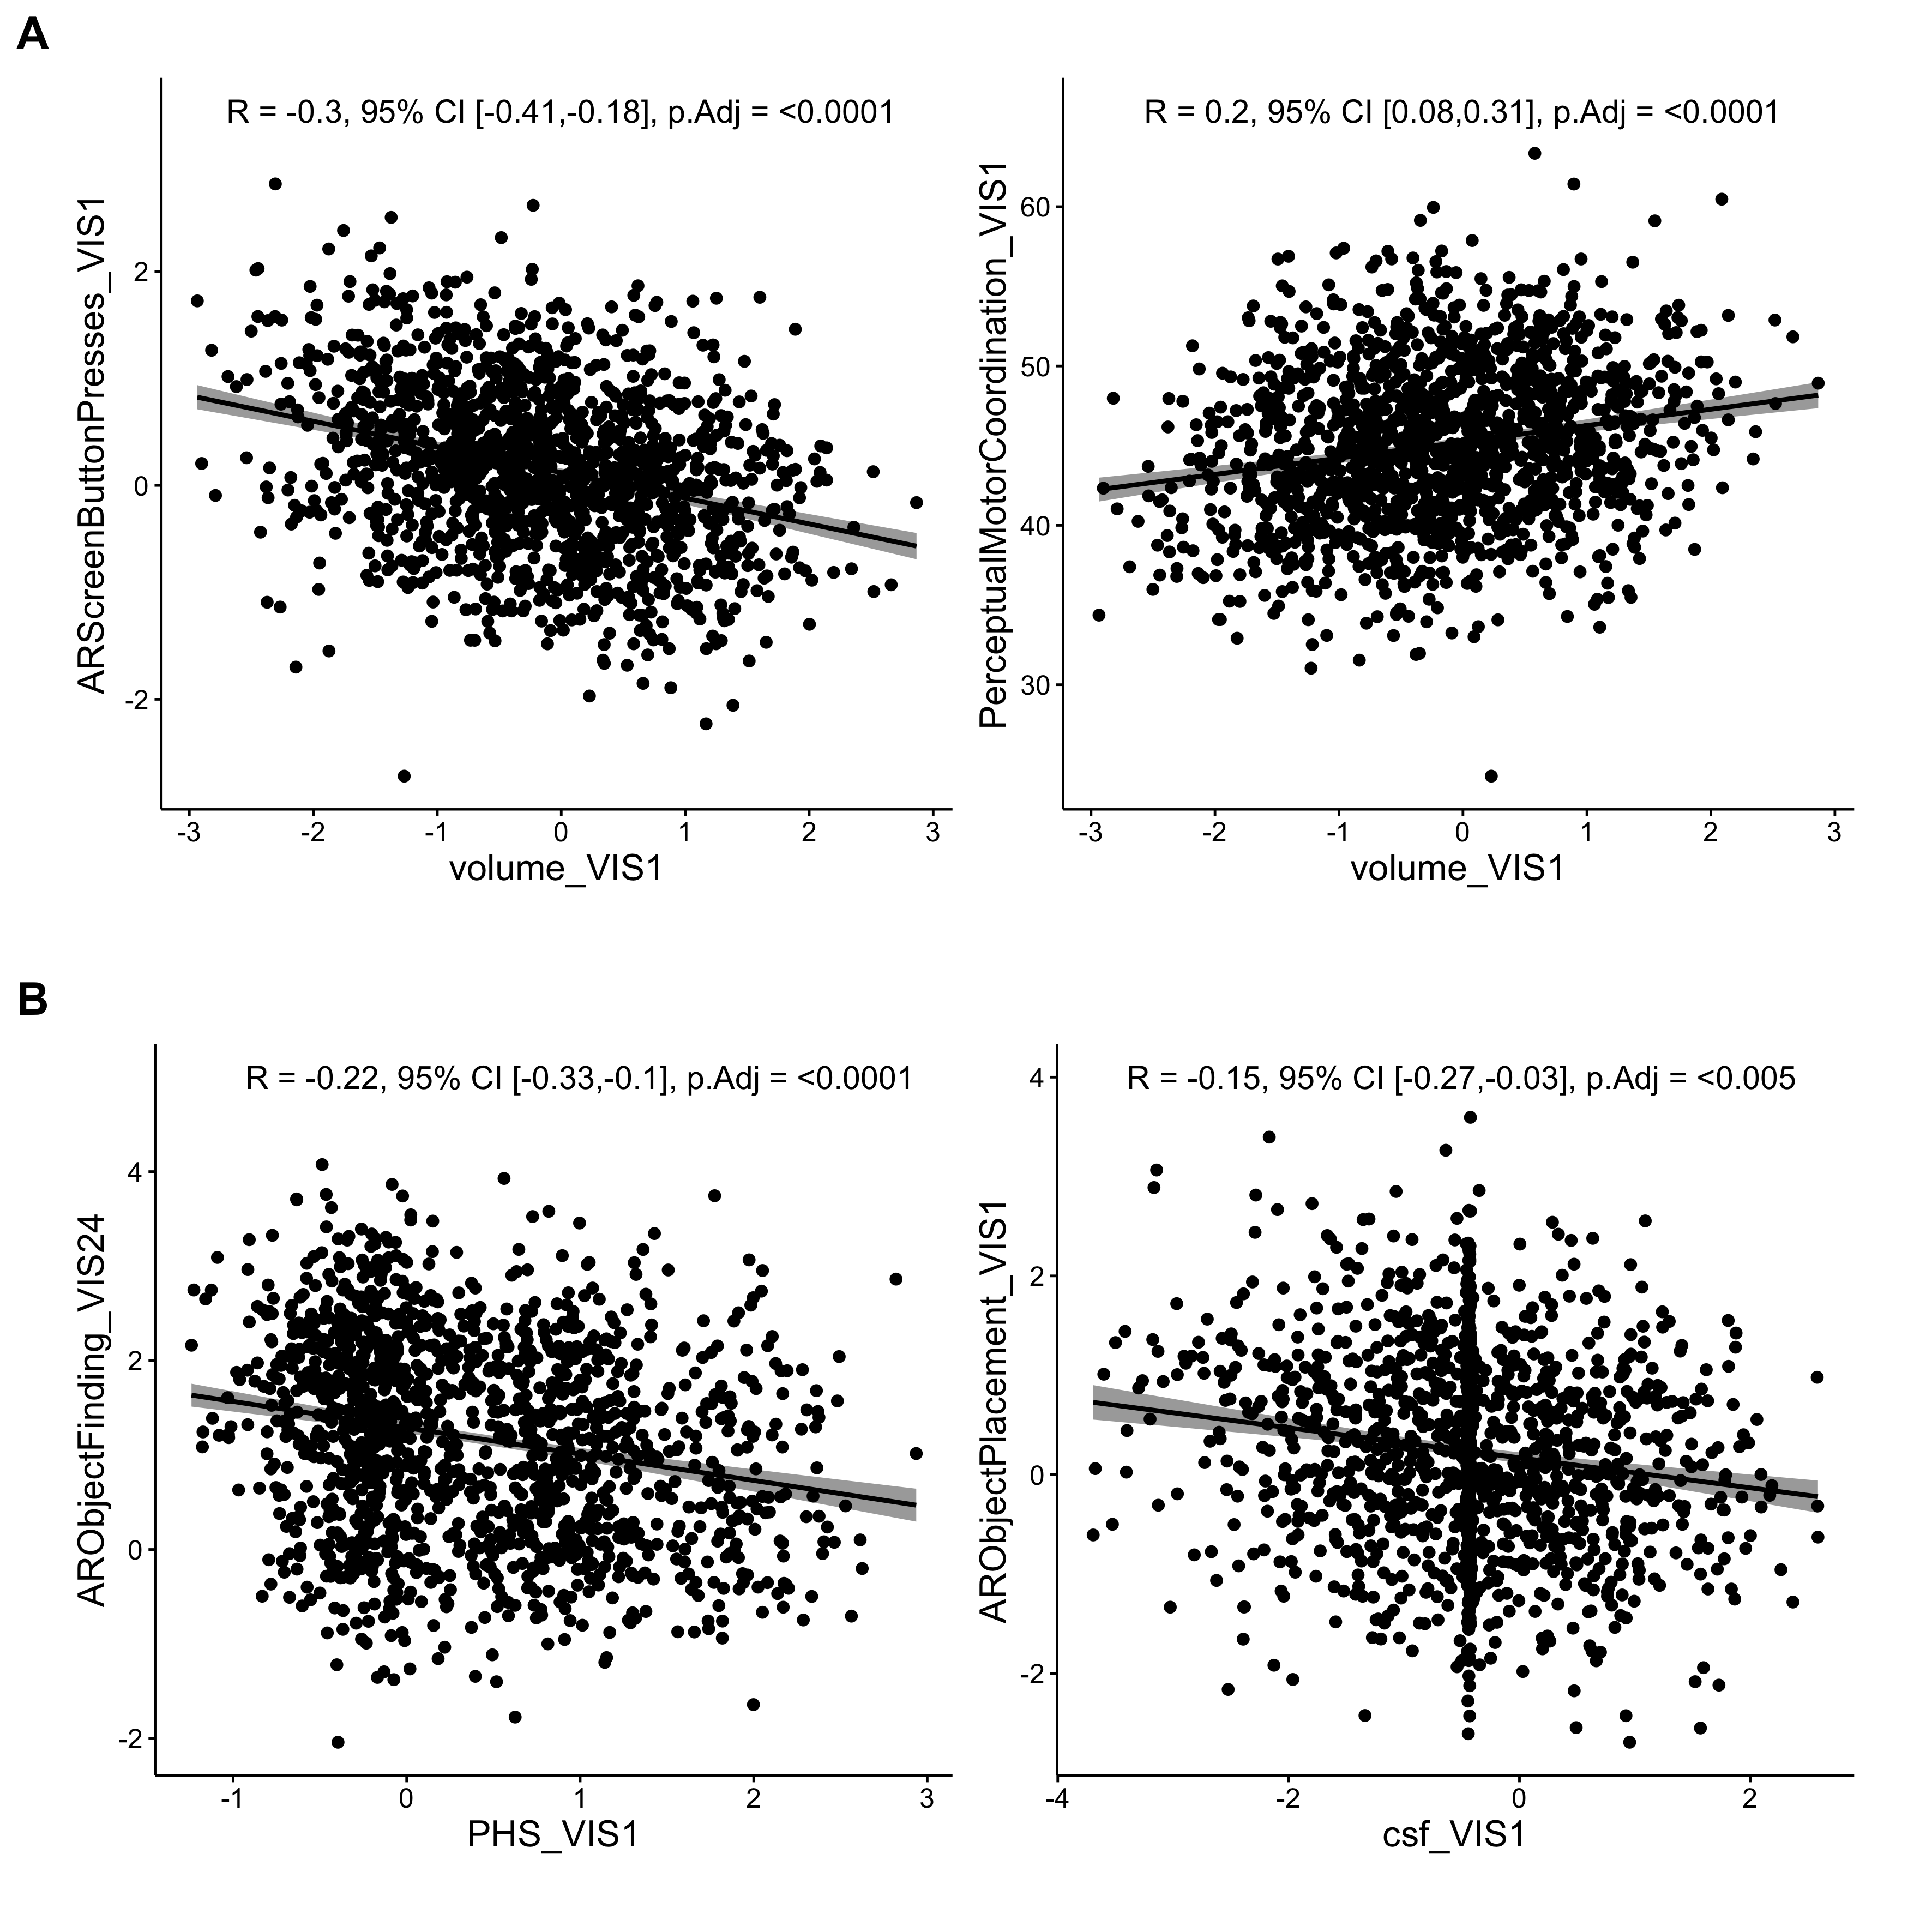 A
R = -0.3, 95% CI [-0.41,-0.18], p.Adj = <0.0001
ARScreenButtonPresses_VIS1
2
0
-2
-3 -2 -1 0 1 2 3
volume_VIS1
R = 0.2, 95% CI [0.08,0.31], p.Adj = <0.0001
PerceptualMotorCoordination_VIS1
60
50
40
30
-3 -2 -1 0 1 2 3
volume_VIS1
B
R = -0.22, 95% CI [-0.33,-0.1], p.Adj = <0.0001
ARObjectFinding_VIS24
4
2
0
-2
-1 0 1 2 3
PHS_VIS1
R = -0.15, 95% CI [-0.27,-0.03], p.Adj = <0.005
ARObjectPlacement_VIS1
4
2
0
-2
-4 -2 0 2
csf_VIS1